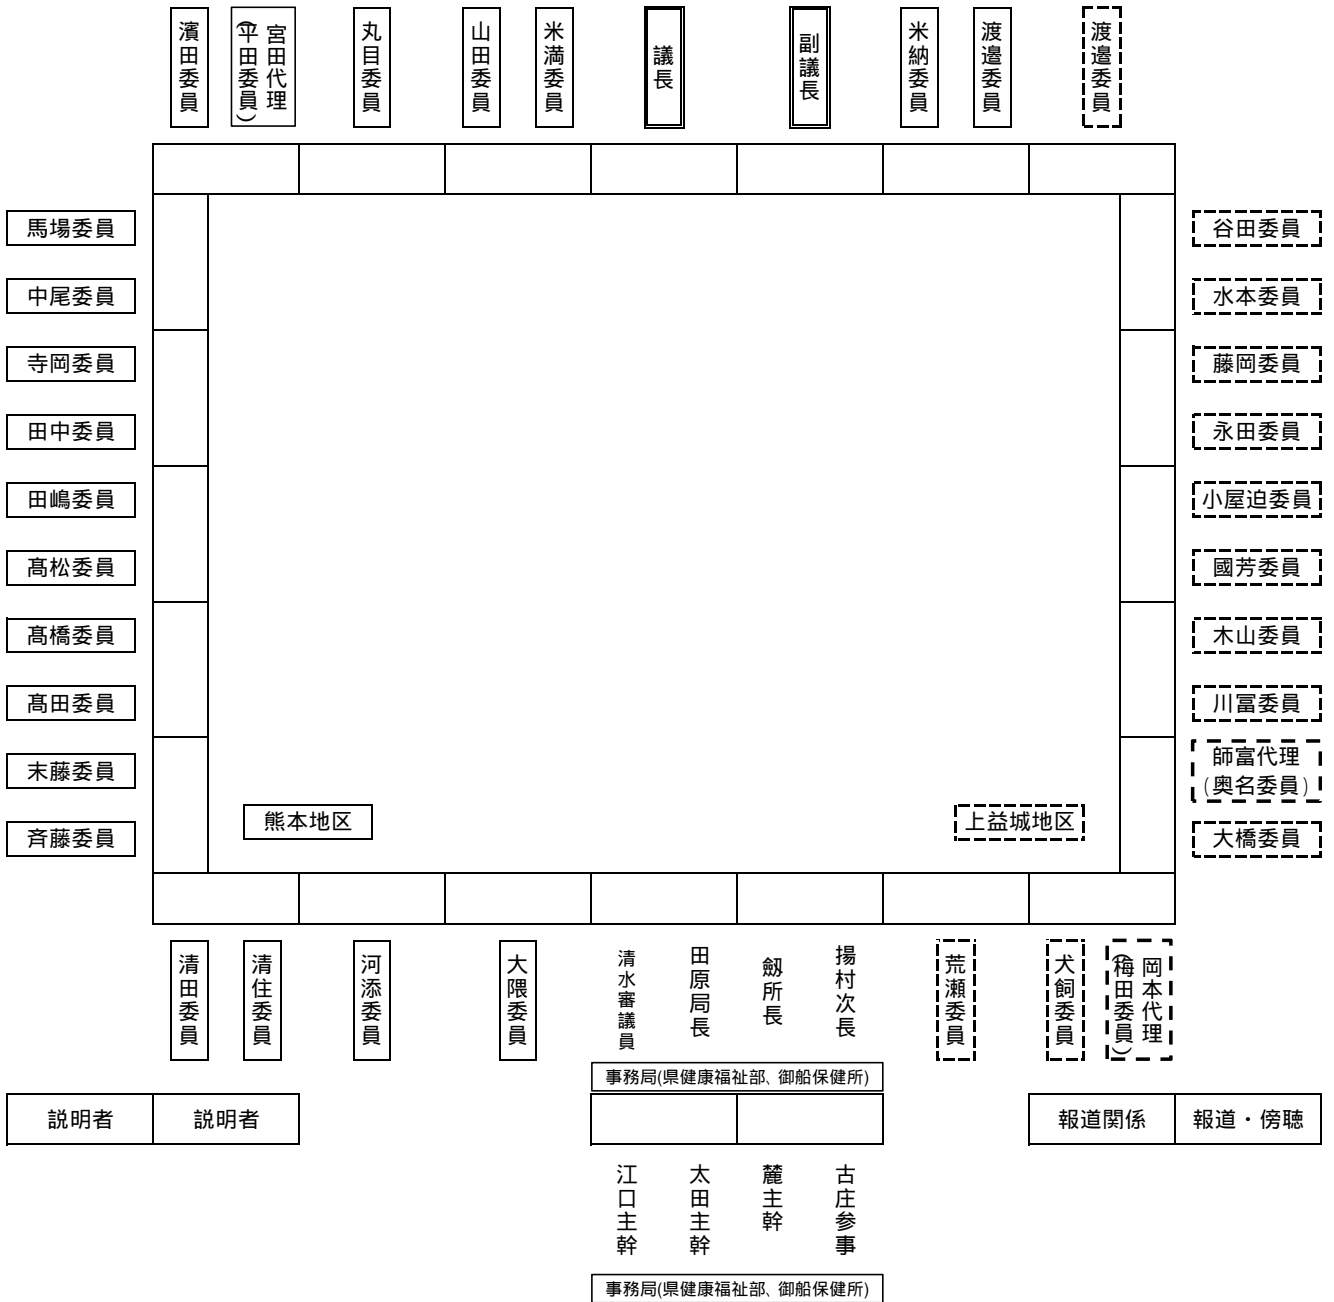 濱田委員
宮田代理
(平田委員)
丸目委員
山田委員
米満委員
議長
副議長
米納委員
渡邉委員
渡邉委員
馬場委員
中尾委員
寺岡委員
田中委員
田嶋委員
髙松委員
髙橋委員
髙田委員
末藤委員
斉藤委員
谷田委員
水本委員
藤岡委員
永田委員
小屋迫委員
國芳委員
木山委員
川冨委員
師富代理
(奥名委員)
大橋委員
熊本地区
上益城地区
清田委員
清住委員
河添委員
大隈委員
清水審議員
田原局長
劔所長
揚村次長
荒瀬委員
犬飼委員
岡本代理
(梅田委員)
事務局(県健康福祉部、御船保健所)
説明者
説明者
報道関係
報道・傍聴
江口主幹
太田主幹
麓主幹
古庄参事
事務局(県健康福祉部、御船保健所)